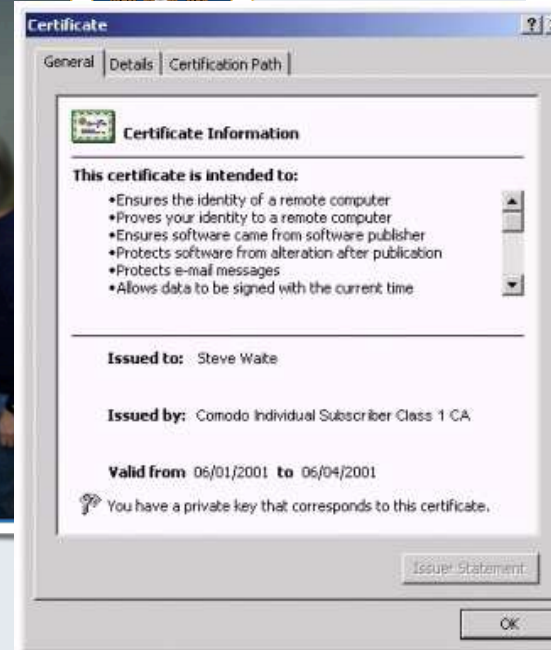 Certificate
General Details Certification Path
Certificate Information
This certificate is intended to:
•Ensures the identity of a remote computer
•Proves your identity to a remote computer
•Ensures software came from software publisher
•Protects software from alteration after publication
•Protects e-mail messages
•Allows data to be signed with the current time
Issued to: Steve Waite
Issued by: Comodo Individual Subscriber Class 1 CA
Valid from 06/01/2001 to 06/04/2001
You have a private key that corresponds to this certificate.
Issuer Statement
OK